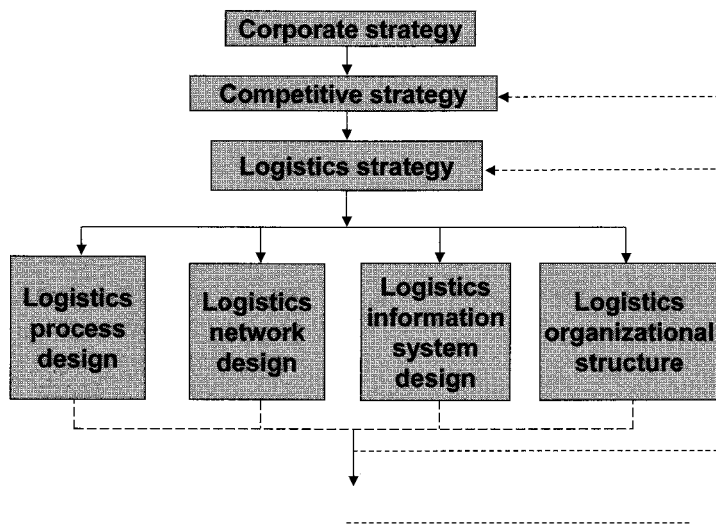 Corporate strategy
Competitive strategy
Logistics strategy
Logistics
process
design
Logistics
network
design
Logistics
information
system
design
Logistics
organizational
structure